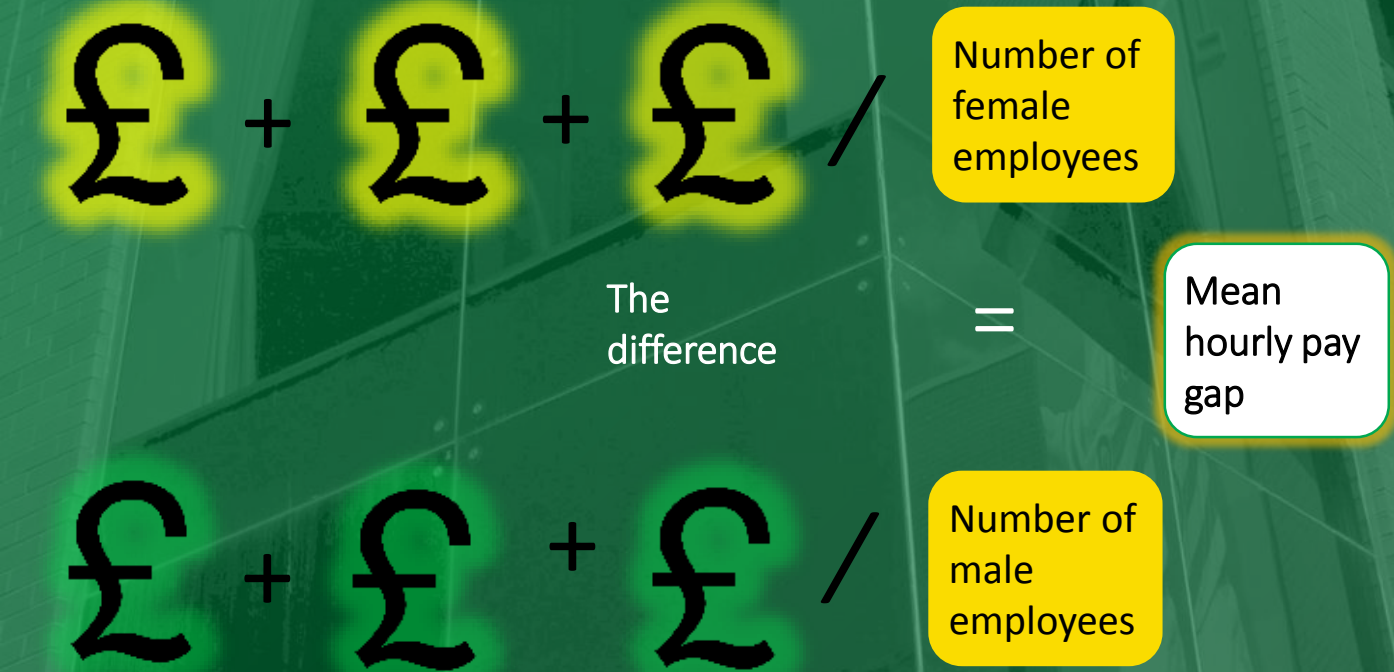 £ + £ + £ / Number of
female
employees
The
difference
=
Mean
hourly pay
gap
£ + £ + £ / Number of
male
employees